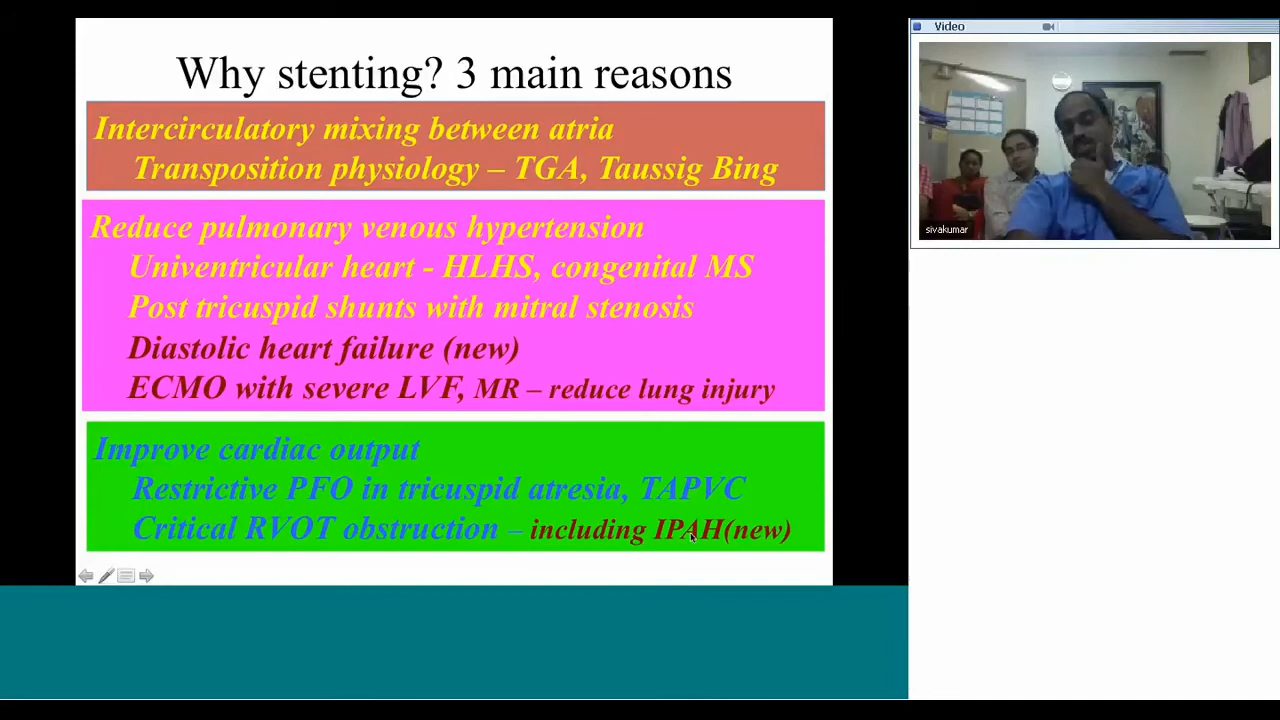 Why stenting? 3 main reasons
Intercirculatory mixing between atria
Transposition physiology – TGA, Taussig Bing
Reduce pulmonary venous hypertension
Univentricular heart - HLHS, congenital MS
Post tricuspid shunts with mitral stenosis
Diastolic heart failure (new)
ECMO with severe LVF, MR – reduce lung injury
Improve cardiac output
Restrictive PFO in tricuspid atresia, TAPVC
Critical RVOT obstruction – including IPAH(new)
Video
sivakumar